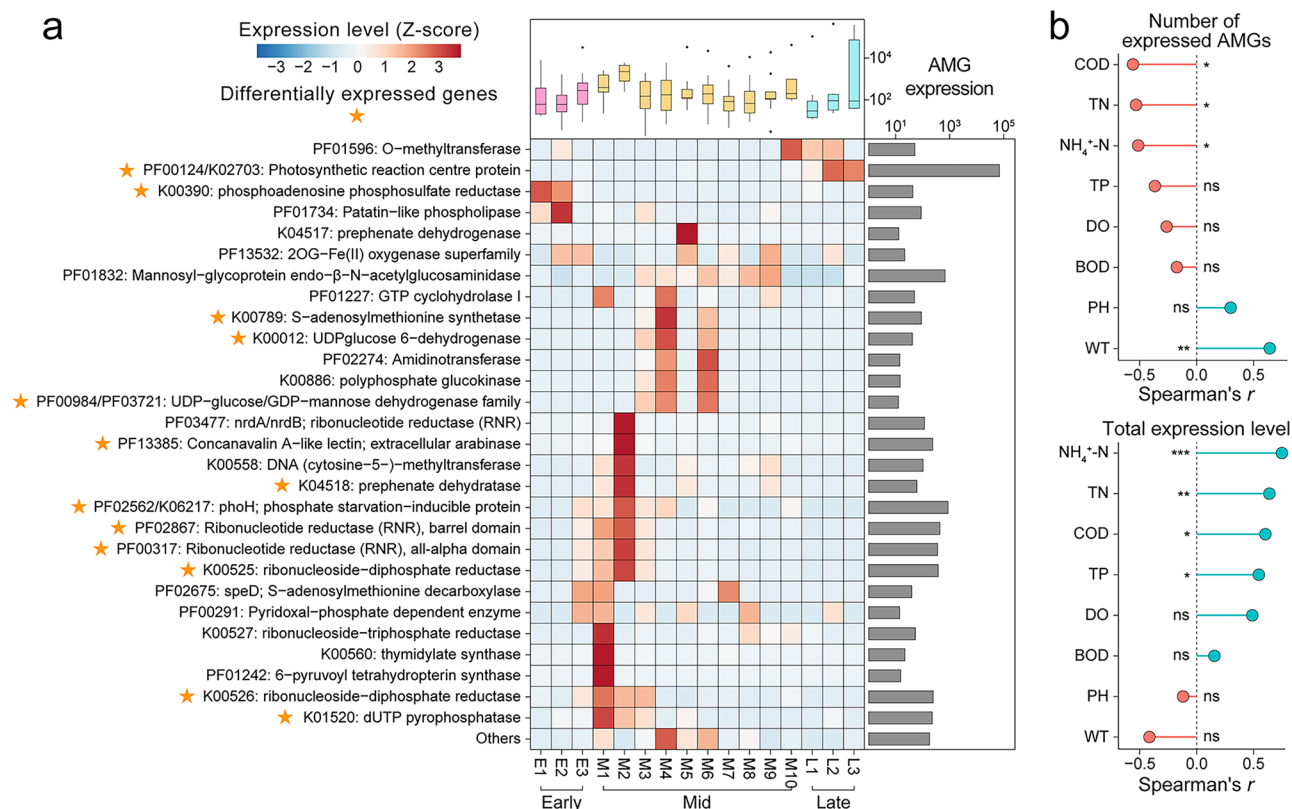 a
Expression level (Z-score)
−3 −2 −1 0 1 2 3
Differentially expressed genes
10⁴
10²
AMG
expression
10¹ 10³ 10⁵
PF01596: O−methyltransferase
PF00124/K02703: Photosynthetic reaction centre protein
K00390: phosphoadenosine phosphosulfate reductase
PF01734: Patatin−like phospholipase
K04517: prephenate dehydrogenase
PF13532: 2OG−Fe(II) oxygenase superfamily
PF01832: Mannosyl−glycoprotein endo−β−N−acetylglucosaminidase
PF01227: GTP cyclohydrolase I
K00789: S−adenosylmethionine synthetase
K00012: UDPglucose 6−dehydrogenase
PF02274: Amidinotransferase
K00886: polyphosphate glucokinase
PF00984/PF03721: UDP−glucose/GDP−mannose dehydrogenase family
PF03477: nrdA/nrdB; ribonucleotide reductase (RNR)
PF13385: Concanavalin A−like lectin; extracellular arabinase
K00558: DNA (cytosine−5−)−methyltransferase
K04518: prephenate dehydratase
PF02562/K06217: phoH; phosphate starvation−inducible protein
PF02867: Ribonucleotide reductase (RNR), barrel domain
PF00317: Ribonucleotide reductase (RNR), all−alpha domain
K00525: ribonucleoside−diphosphate reductase
PF02675: speD; S−adenosylmethionine decarboxylase
PF00291: Pyridoxal−phosphate dependent enzyme
K00527: ribonucleoside−triphosphate reductase
K00560: thymidylate synthase
PF01242: 6−pyruvoyl tetrahydropterin synthase
K00526: ribonucleoside−diphosphate reductase
K01520: dUTP pyrophosphatase
Others
E1 E2 E3 M1 M2 M3 M4 M5 M6 M7 M8 M9 M10 L1 L2 L3
Early Mid Late
b
Number of
expressed AMGs
COD *
TN *
NH₄⁺-N *
TP ns
DO ns
BOD ns
PH ns
WT **
−0.5 0.0 0.5
Spearman's r
Total expression level
NH₄⁺-N ***
TN **
COD *
TP *
DO ns
BOD ns
PH ns
WT ns
−0.5 0.0 0.5
Spearman's r